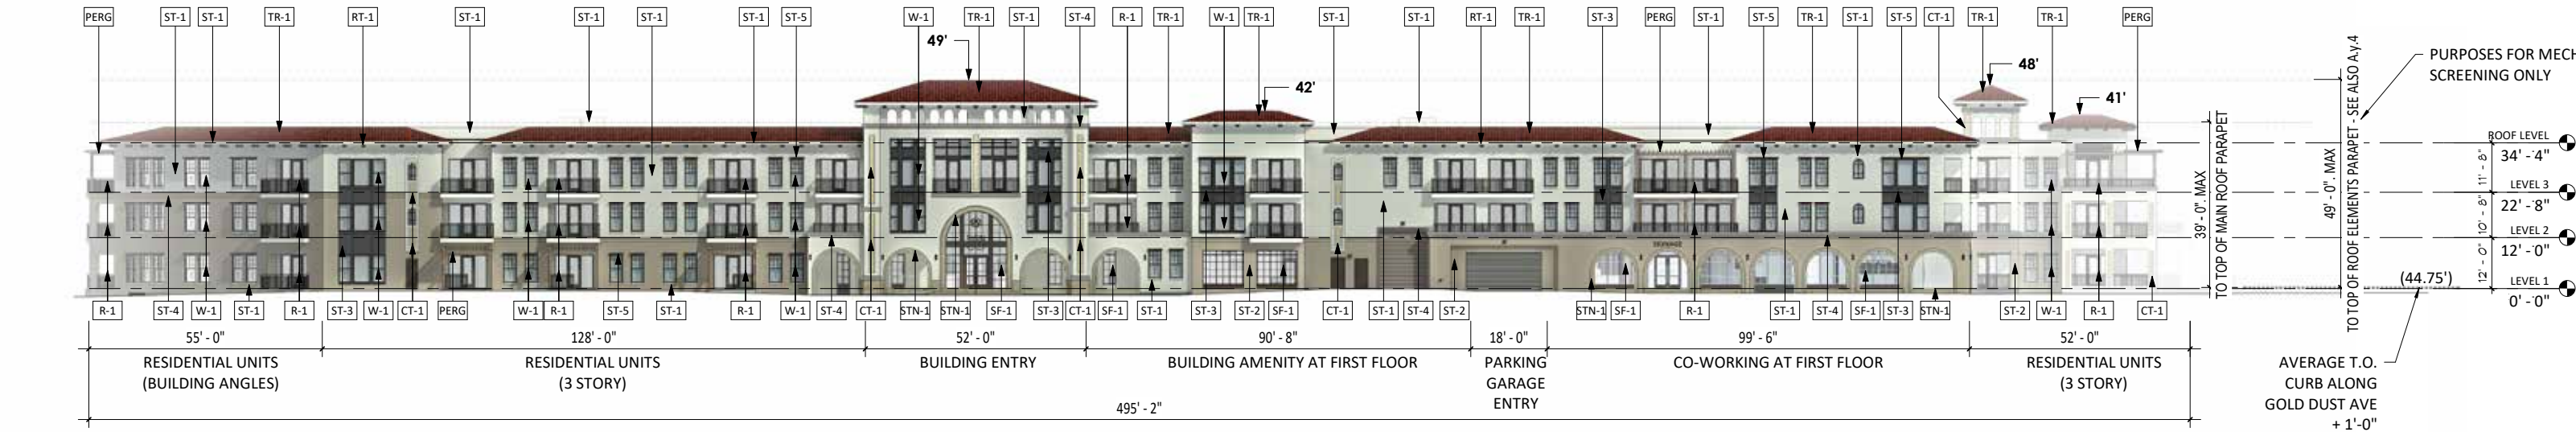 PERG ST-1 ST-1 TR-1 RT-1 ST-1 ST-1 ST-1 ST-1 ST-5 W-1 TR-1 ST-1 ST-4 R-1 TR-1 W-1 TR-1 ST-1 ST-1 RT-1 TR-1 ST-3 PERG ST-1 ST-5 TR-1 ST-1 ST-5 CT-1 TR-1 TR-1 PERG
49'
42'
48'
41'
PURPOSES FOR MECH
SCREENING ONLY
39' - 0". MAX
TO TOP OF MAIN ROOF PARAPET
49' - 0". MAX
TO TOP OF ROOF ELEMENTS PARAPET - SEE ALSO A.y.4
ROOF LEVEL
34' - 4"
11' - 8"
LEVEL 3
22' - 8"
10' - 8"
LEVEL 2
12' - 0"
12' - 0"
LEVEL 1
0' - 0"
(44.75')
SIGNAGE
R-1 ST-4 W-1 ST-1 R-1 ST-3 W-1 CT-1 PERG W-1 R-1 ST-5 ST-1 R-1 W-1 ST-4 CT-1 STN-1 STN-1 SF-1 ST-3 CT-1 SF-1 ST-1 ST-3 ST-2 SF-1 CT-1 ST-1 ST-4 ST-2 STN-1 SF-1 R-1 ST-1 ST-4 SF-1 ST-3 STN-1 ST-2 W-1 R-1 CT-1
55' - 0" 128' - 0" 52' - 0" 90' - 8" 18' - 0" 99' - 6" 52' - 0"
RESIDENTIAL UNITS
(BUILDING ANGLES)
RESIDENTIAL UNITS
(3 STORY)
BUILDING ENTRY
BUILDING AMENITY AT FIRST FLOOR
PARKING
GARAGE
ENTRY
CO-WORKING AT FIRST FLOOR
RESIDENTIAL UNITS
(3 STORY)
495' - 2"
AVERAGE T.O.
CURB ALONG
GOLD DUST AVE
+ 1'-0"